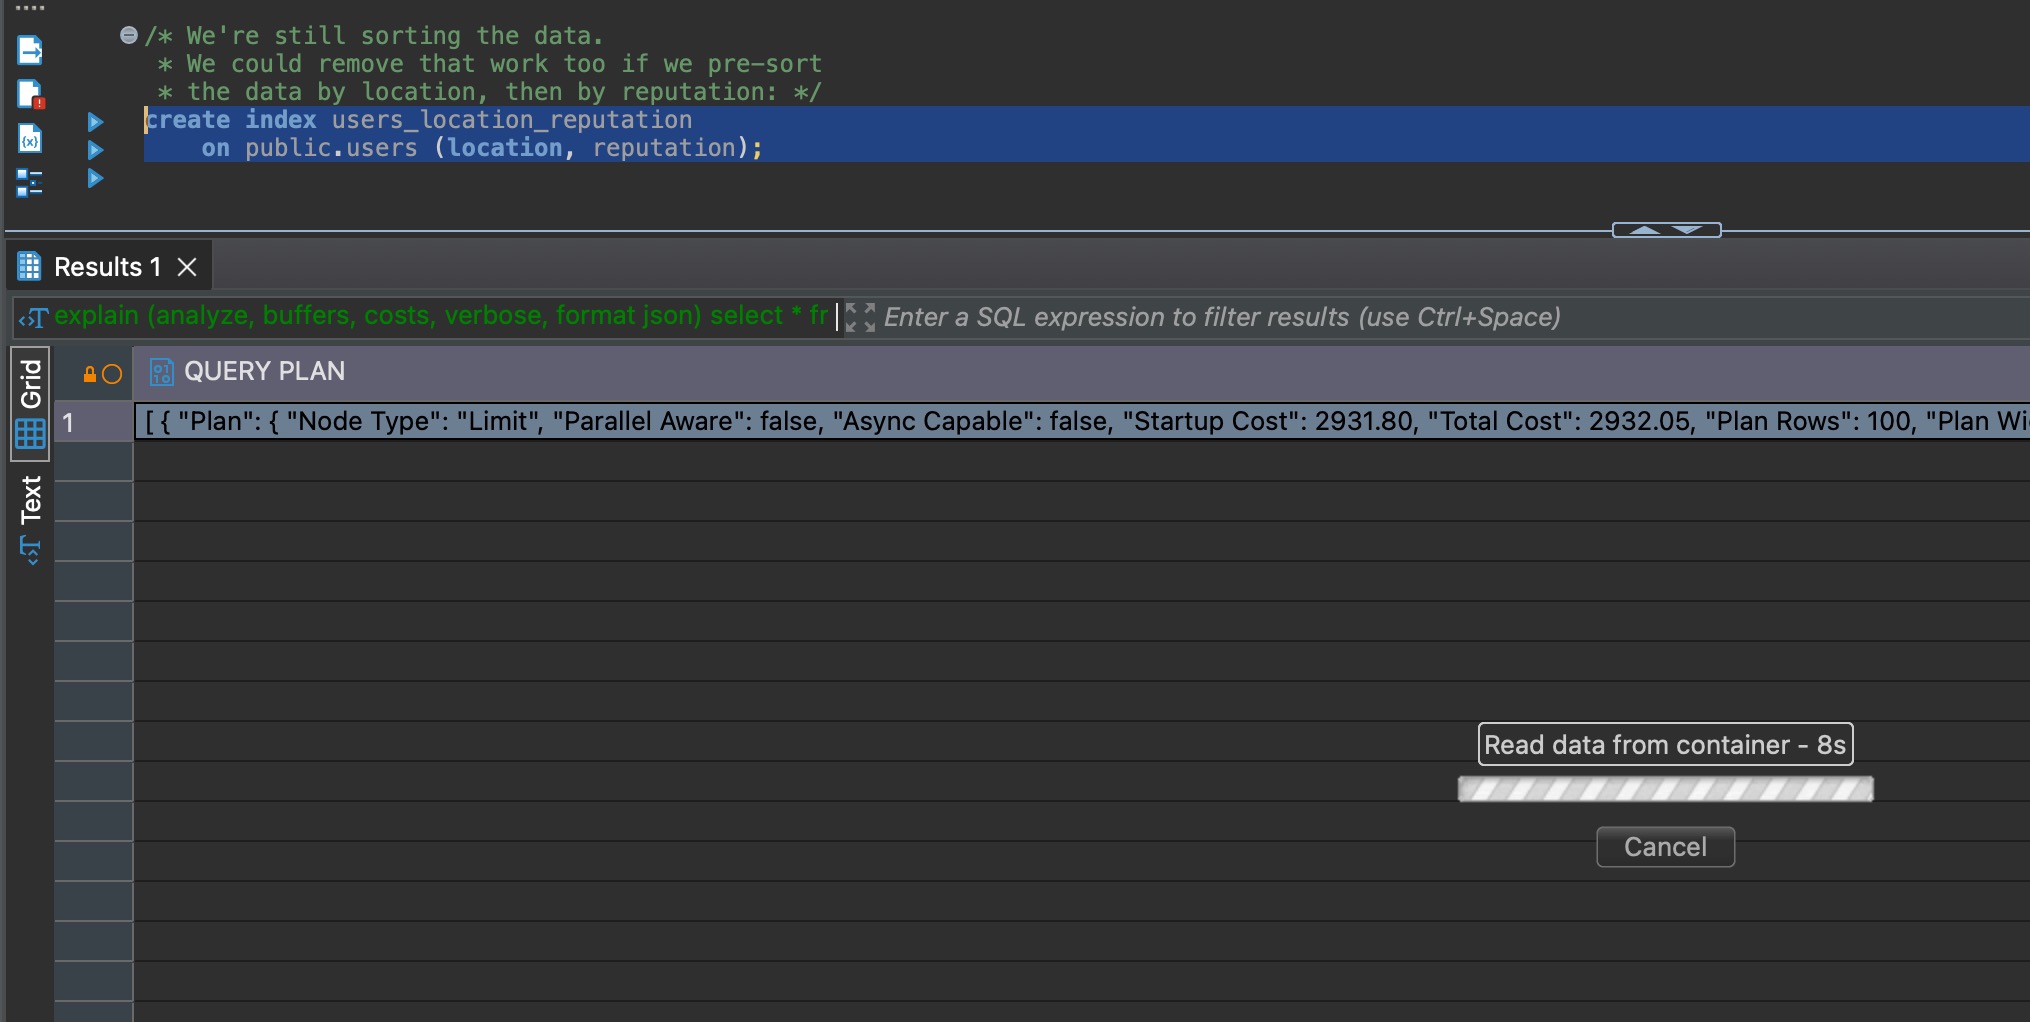 /* We're still sorting the data.
* We could remove that work too if we pre-sort
* the data by location, then by reputation: */
create index users_location_reputation
on public.users (location, reputation);
Results 1
explain (analyze, buffers, costs, verbose, format json) select * fr
Enter a SQL expression to filter results (use Ctrl+Space)
Grid
Text
QUERY PLAN
1
[ { "Plan": { "Node Type": "Limit", "Parallel Aware": false, "Async Capable": false, "Startup Cost": 2931.80, "Total Cost": 2932.05, "Plan Rows": 100, "Plan Wi
Read data from container - 8s
Cancel